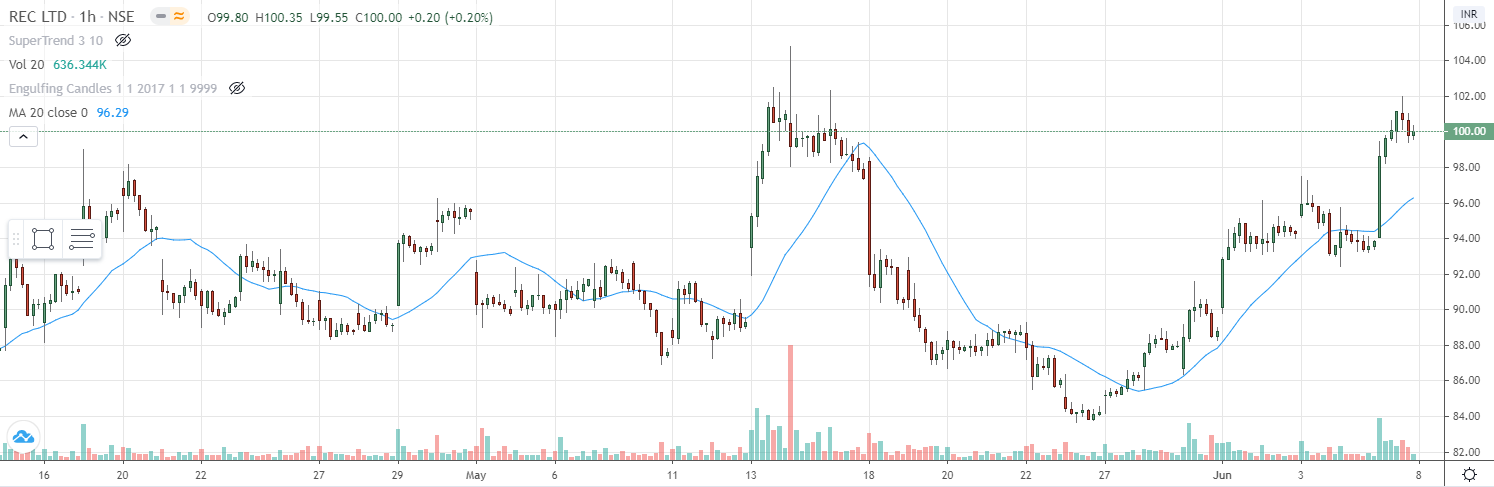 REC LTD · 1h · NSE O99.80 H100.35 L99.55 C100.00 +0.20 (+0.20%)
INR
106.00
SuperTrend 3 10
Vol 20 636.344K
104.00
Engulfing Candles 1 1 2017 1 1 9999
102.00
MA 20 close 0 96.29
100.00
98.00
96.00
94.00
92.00
90.00
88.00
86.00
84.00
82.00
16 20 22 27 29 May 6 11 13 18 20 22 27 Jun 3 8